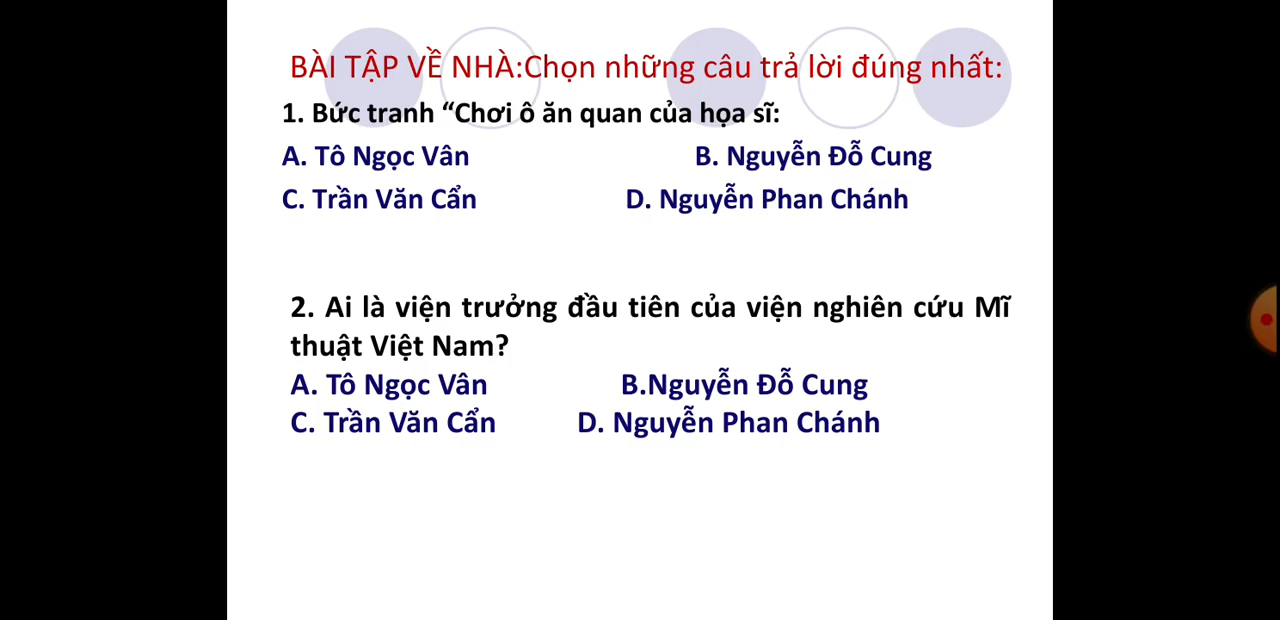 BÀI TẬP VỀ NHÀ:Chọn những câu trả lời đúng nhất:
1. Bức tranh “Chơi ô ăn quan của họa sĩ:
A. Tô Ngọc Vân B. Nguyễn Đỗ Cung
C. Trần Văn Cẩn D. Nguyễn Phan Chánh
2. Ai là viện trưởng đầu tiên của viện nghiên cứu Mĩ
thuật Việt Nam?
A. Tô Ngọc Vân B.Nguyễn Đỗ Cung
C. Trần Văn Cẩn D. Nguyễn Phan Chánh